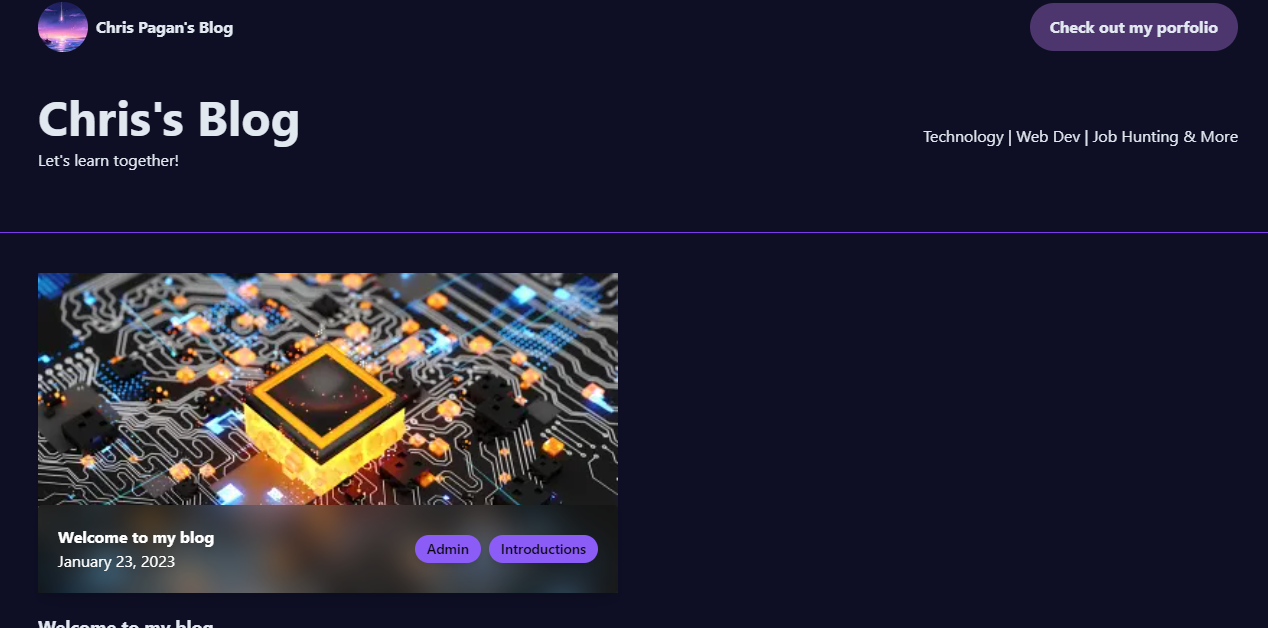 Chris Pagan's Blog
Check out my porfolio
Chris's Blog
Let's learn together!
Technology | Web Dev | Job Hunting & More
Welcome to my blog
January 23, 2023
Admin
Introductions
Welcome to my blog